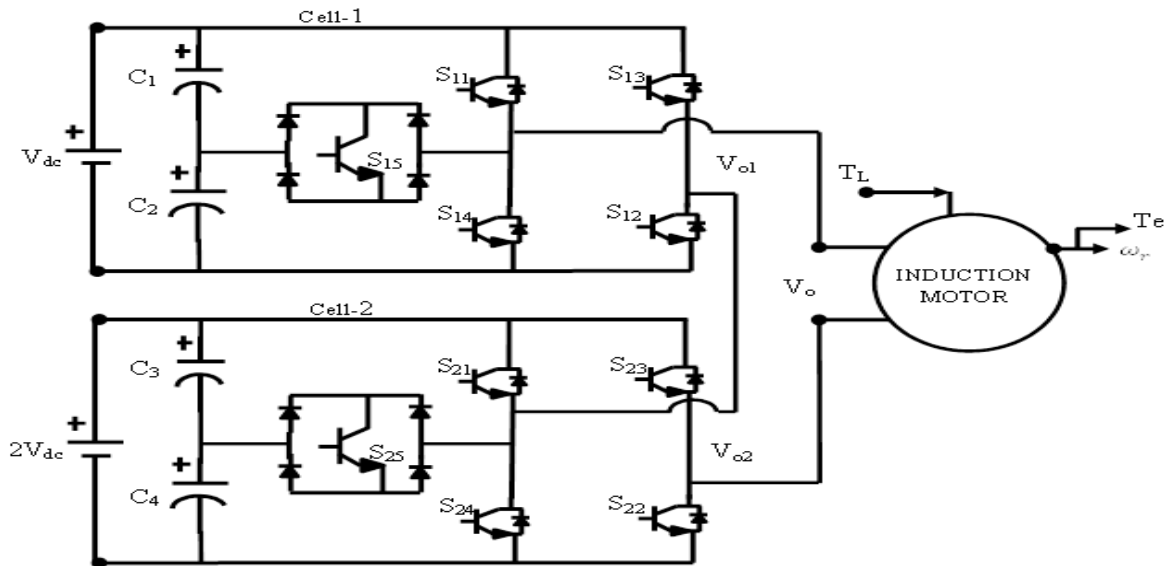 Cell-1
C1
S11
S13
Vdc
S15
Vo1
TL
C2
S14
S12
Te
ωr
Vo
INDUCTION
MOTOR
Cell-2
C3
S21
S23
2Vdc
S25
Vo2
C4
S24
S22